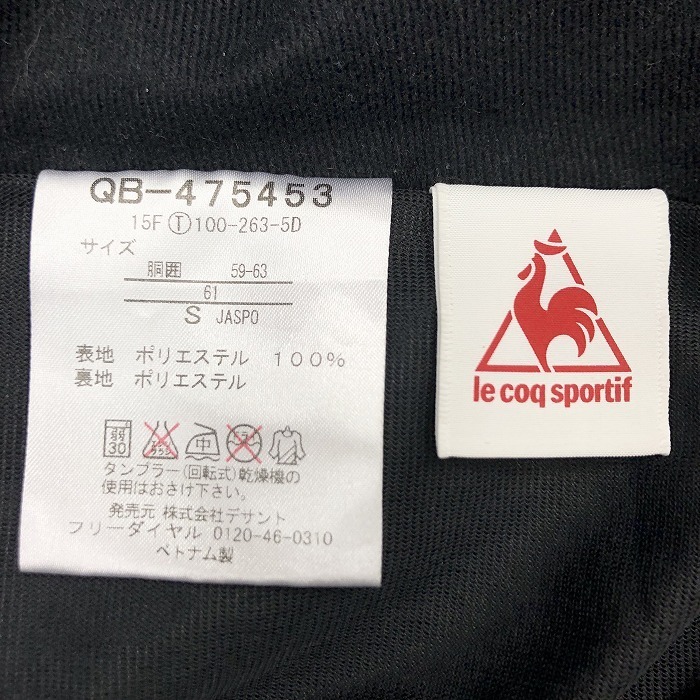 QB-475453
15F Ⓣ 100-263-5D
サイズ
胴囲 59-63
61
S JASPO
表地 ポリエステル 100%
裏地 ポリエステル
弱 30
タンブラー(回転式)乾燥機の
使用はおさけ下さい。
発売元 株式会社デサント
フリーダイヤル 0120-46-0310
ベトナム製
le coq sportif